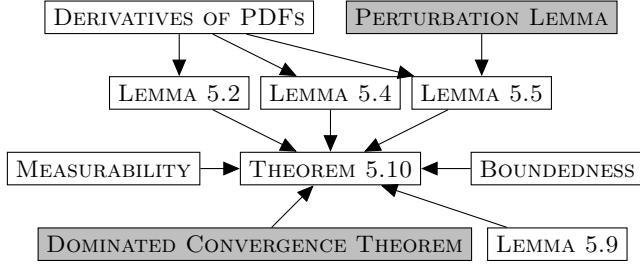 DERIVATIVES OF PDFS
PERTURBATION LEMMA
LEMMA 5.2
LEMMA 5.4
LEMMA 5.5
MEASURABILITY
THEOREM 5.10
BOUNDEDNESS
DOMINATED CONVERGENCE THEOREM
LEMMA 5.9